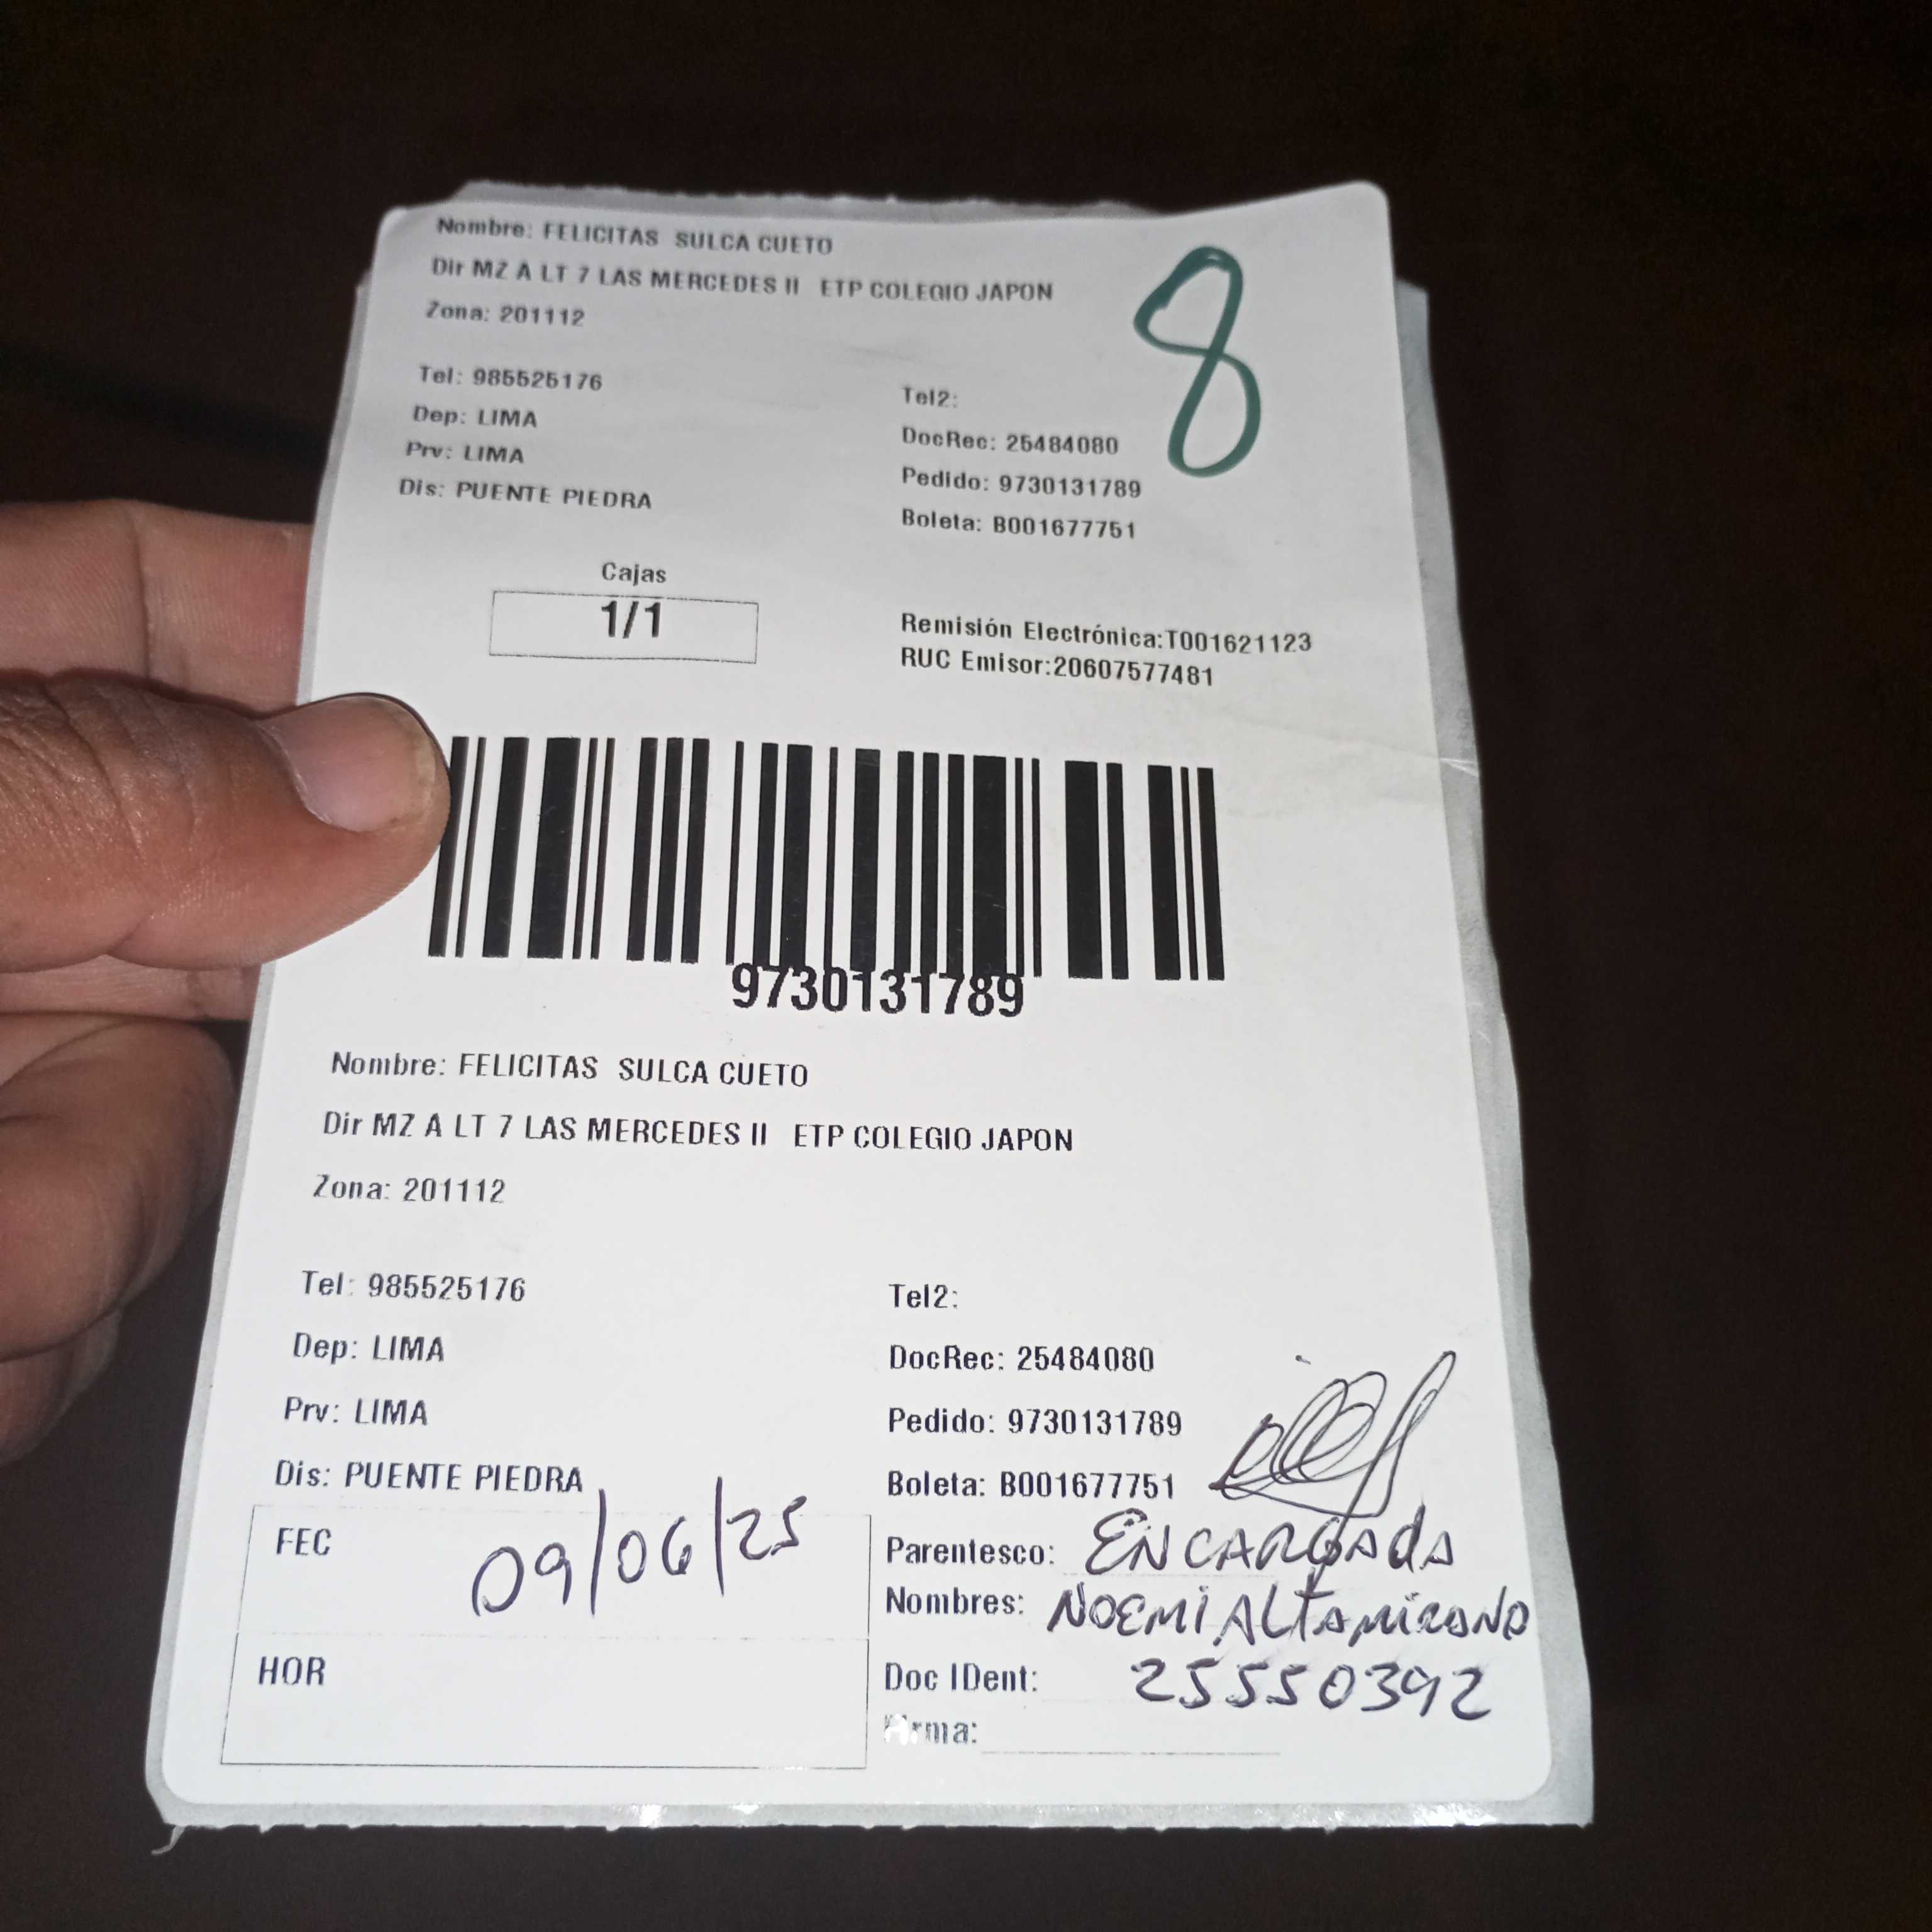 Nombre: FELICITAS SULCA CUETO
Dir MZ A LT 7 LAS MERCEDES II ETP COLEGIO JAPON
Zona: 201112
8
Tel: 985525176
Tel2:
Dep: LIMA
DocRec: 25484080
Prv: LIMA
Pedido: 9730131789
Dis: PUENTE PIEDRA
Boleta: B001677751
Cajas
1/1
Remisión Electrónica:T001621123
RUC Emisor:20607577481
9730131789
Nombre: FELICITAS SULCA CUETO
Dir MZ A LT 7 LAS MERCEDES II ETP COLEGIO JAPON
Zona: 201112
Tel: 985525176
Tel2:
Dep: LIMA
DocRec: 25484080
Prv: LIMA
Pedido: 9730131789
Dis: PUENTE PIEDRA
Boleta: B001677751
FEC 09/06/25
Parentesco: ENCARGADA
Nombres: NOEMI ALTAMIRANO
HOR
Doc IDent: 25550392
Firma: